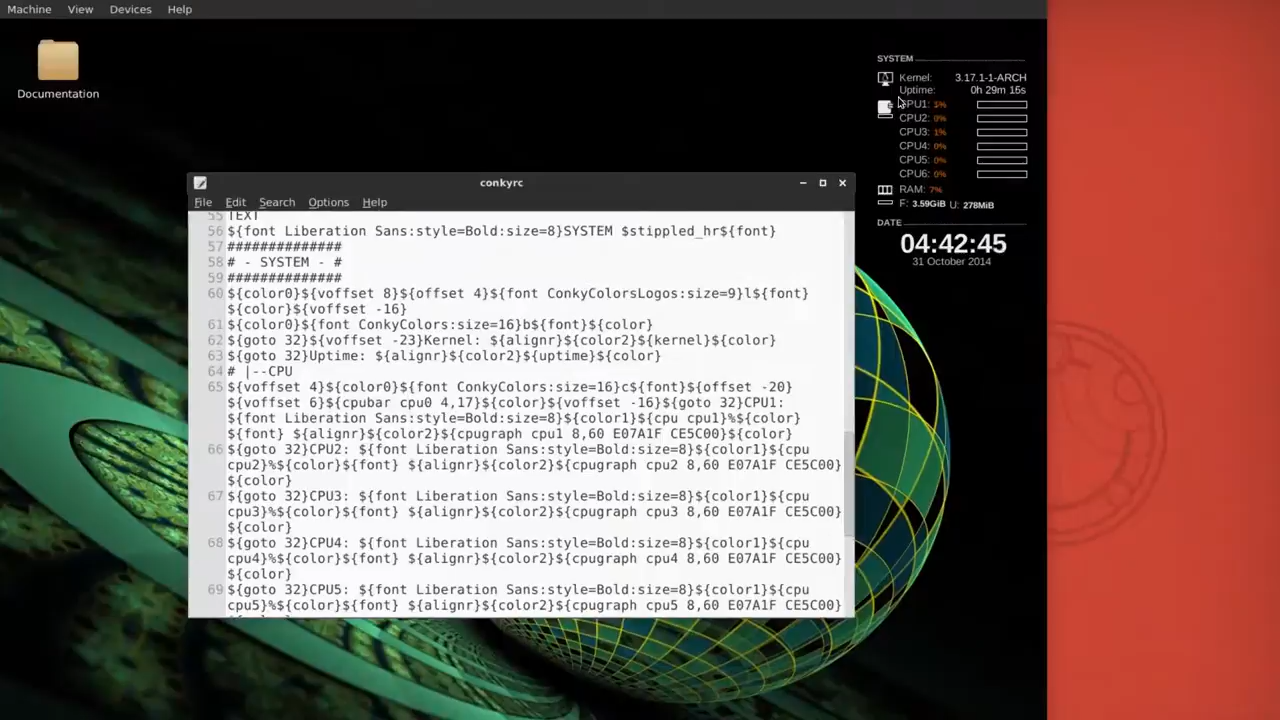 Machine View Devices Help
Documentation
SYSTEM
Kernel: 3.17.1-1-ARCH
Uptime: 0h 29m 15s
CPU1: 3%
CPU2: 0%
CPU3: 1%
CPU4: 0%
CPU5: 0%
CPU6: 0%
RAM: 7%
F: 3.59GiB U: 278MiB
DATE
04:42:45
31 October 2014
conkyrc
File Edit Search Options Help
55 TEXT
56 ${font Liberation Sans:style=Bold:size=8}SYSTEM $stippled_hr${font}
57 ##############
58 # - SYSTEM - #
59 ##############
60 ${color0}${voffset 8}${offset 4}${font ConkyColorsLogos:size=9}l${font}
${color}${voffset -16}
61 ${color0}${font ConkyColors:size=16}b${font}${color}
62 ${goto 32}${voffset -23}Kernel: ${alignr}${color2}${kernel}${color}
63 ${goto 32}Uptime: ${alignr}${color2}${uptime}${color}
64 # |--CPU
65 ${voffset 4}${color0}${font ConkyColors:size=16}c${font}${offset -20}
${voffset 6}${cpubar cpu0 4,17}${color}${voffset -16}${goto 32}CPU1:
${font Liberation Sans:style=Bold:size=8}${color1}${cpu cpu1}%${color}
${font} ${alignr}${color2}${cpugraph cpu1 8,60 E07A1F CE5C00}${color}
66 ${goto 32}CPU2: ${font Liberation Sans:style=Bold:size=8}${color1}${cpu
cpu2}%${color}${font} ${alignr}${color2}${cpugraph cpu2 8,60 E07A1F CE5C00}
${color}
67 ${goto 32}CPU3: ${font Liberation Sans:style=Bold:size=8}${color1}${cpu
cpu3}%${color}${font} ${alignr}${color2}${cpugraph cpu3 8,60 E07A1F CE5C00}
${color}
68 ${goto 32}CPU4: ${font Liberation Sans:style=Bold:size=8}${color1}${cpu
cpu4}%${color}${font} ${alignr}${color2}${cpugraph cpu4 8,60 E07A1F CE5C00}
${color}
69 ${goto 32}CPU5: ${font Liberation Sans:style=Bold:size=8}${color1}${cpu
cpu5}%${color}${font} ${alignr}${color2}${cpugraph cpu5 8,60 E07A1F CE5C00}